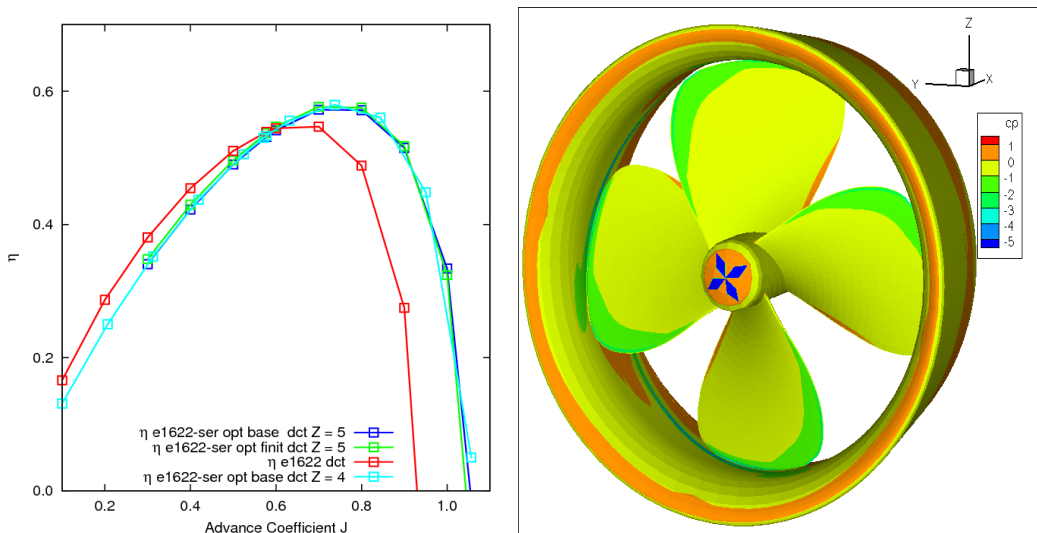 0.6
0.4
0.2
0.0
η
η e1622-ser opt base dct Z = 5
η e1622-ser opt finit dct Z = 5
η e1622 dct
η e1622-ser opt base dct Z = 4
0.2 0.4 0.6 0.8 1.0
Advance Coefficient J
Z
Y
X
cp
1
0
-1
-2
-3
-4
-5